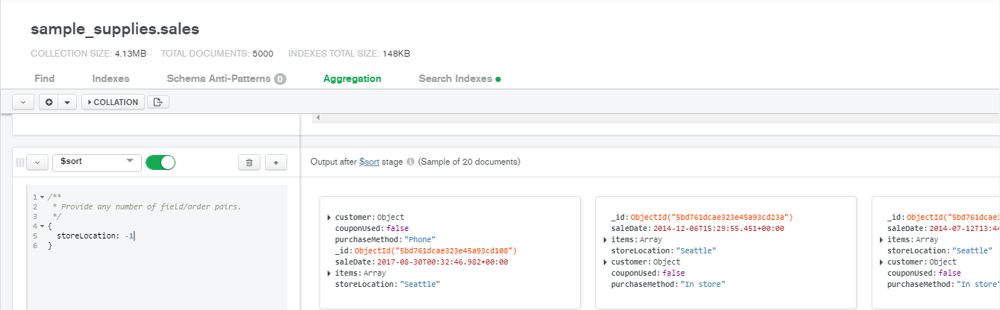 sample_supplies.sales
COLLECTION SIZE: 4.13MB TOTAL DOCUMENTS: 5000 INDEXES TOTAL SIZE: 148KB
Find Indexes Schema Anti-Patterns 0 Aggregation Search Indexes
COLLATION
$sort
Output after $sort stage (Sample of 20 documents)
1 /**
2 * Provide any number of field/order pairs.
3 */
4 {
5 storeLocation: -1
6 }
customer: Object
couponUsed: false
purchaseMethod: "Phone"
_id: ObjectId("5bd761dcae323e45a93cd108")
saleDate: 2017-08-30T00:32:46.982+00:00
items: Array
storeLocation: "Seattle"
_id: ObjectId("5bd761dcae323e45a93cd23a")
saleDate: 2014-12-06T15:29:55.451+00:00
items: Array
storeLocation: "Seattle"
customer: Object
couponUsed: false
purchaseMethod: "In store"
_id: ObjectId("5bd761dcae3
saleDate: 2014-07-12T13:4
items: Array
storeLocation: "Seattle"
customer: Object
couponUsed: false
purchaseMethod: "In store"